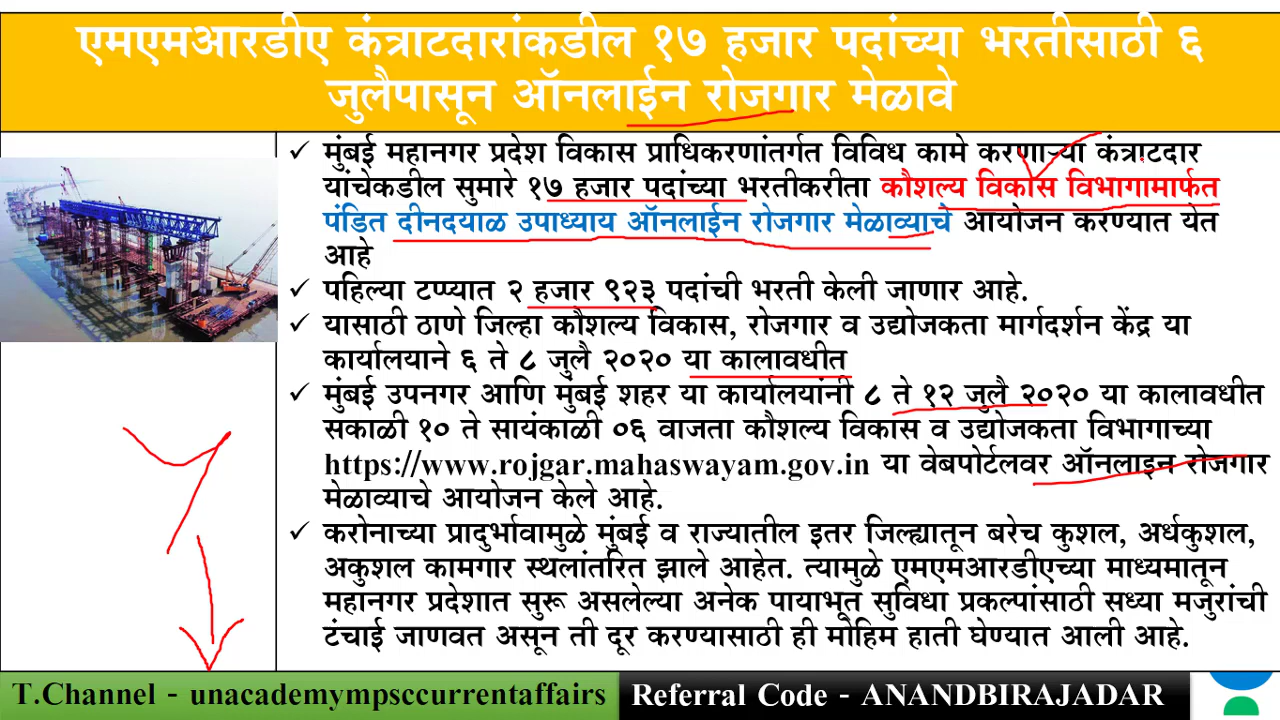 एमएमआरडीए कंत्राटदारांकडील १७ हजार पदांच्या भरतीसाठी ६
जुलैपासून ऑनलाईन रोजगार मेळावे
✓ मुंबई महानगर प्रदेश विकास प्राधिकरणांतर्गत विविध कामे करणाऱ्या कंत्राटदार
यांचेकडील सुमारे १७ हजार पदांच्या भरतीकरीता कौशल्य विकास विभागामार्फत
पंडित दीनदयाळ उपाध्याय ऑनलाईन रोजगार मेळाव्याचे आयोजन करण्यात येत
आहे
✓ पहिल्या टप्प्यात २ हजार ९२३ पदांची भरती केली जाणार आहे.
✓ यासाठी ठाणे जिल्हा कौशल्य विकास, रोजगार व उद्योजकता मार्गदर्शन केंद्र या
कार्यालयाने ६ ते ८ जुलै २०२० या कालावधीत
✓ मुंबई उपनगर आणि मुंबई शहर या कार्यालयांनी ८ ते १२ जुलै २०२० या कालावधीत
सकाळी १० ते सायंकाळी ०६ वाजता कौशल्य विकास व उद्योजकता विभागाच्या
https://www.rojgar.mahaswayam.gov.in या वेबपोर्टलवर ऑनलाइन रोजगार
मेळाव्याचे आयोजन केले आहे.
✓ करोनाच्या प्रादुर्भावामुळे मुंबई व राज्यातील इतर जिल्ह्यातून बरेच कुशल, अर्धकुशल,
अकुशल कामगार स्थलांतरित झाले आहेत. त्यामुळे एमएमआरडीएच्या माध्यमातून
महानगर प्रदेशात सुरू असलेल्या अनेक पायाभूत सुविधा प्रकल्पांसाठी सध्या मजुरांची
टंचाई जाणवत असून ती दूर करण्यासाठी ही मोहिम हाती घेण्यात आली आहे.
T.Channel - unacademympsccurrentaffairs Referral Code - ANANDBIRAJADAR